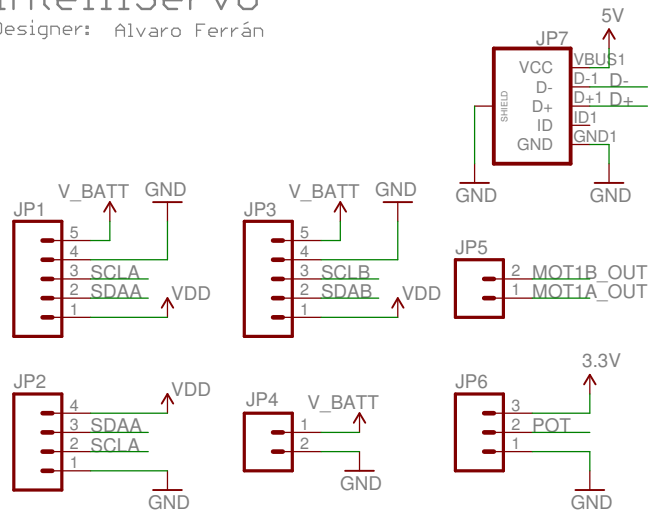 Designer: Alvaro Ferrán
5V
JP7
VCC VBUS1
D- D-1 D-
D+ D+1 D+
ID ID1
GND GND1
SHIELD
GND GND
JP1
V_BATT GND
5
4
3 SCLA
2 SDAA
1 VDD
JP3
V_BATT GND
5
4
3 SCLB
2 SDAB
1 VDD
JP5
2 MOT1B_OUT
1 MOT1A_OUT
JP2
4 VDD
3 SDAA
2 SCLA
1
GND
JP4
V_BATT
1
2
GND
JP6
3.3V
3
2 POT
1
GND